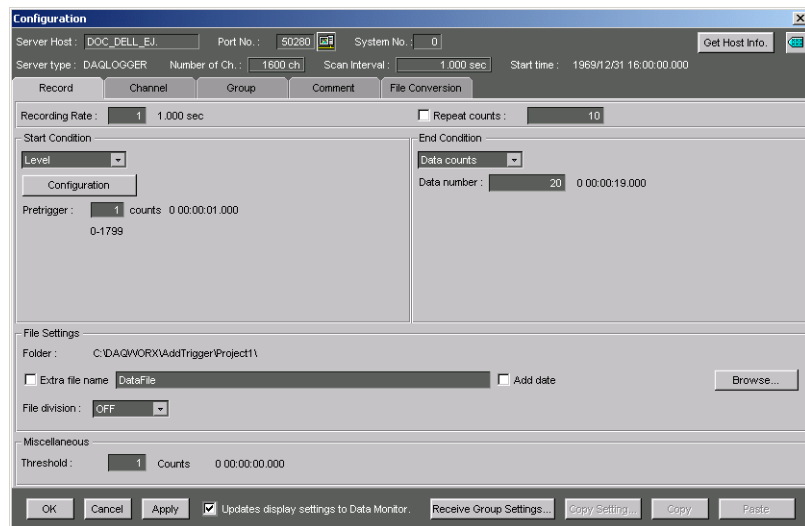 Configuration
Server Host : DOC_DELL_EJ. Port No. : 50280 System No. : 0 Get Host Info.
Server type : DAQLOGGER Number of Ch. : 1600 ch Scan Interval : 1.000 sec Start time : 1969/12/31 16:00:00.000
Record Channel Group Comment File Conversion
Recording Rate : 1 1.000 sec Repeat counts : 10
Start Condition
Level
Configuration
Pretrigger : 1 counts 0 00:00:01.000
0-1799
End Condition
Data counts
Data number : 20 0 00:00:19.000
File Settings
Folder : C:\DAQWORX\AddTrigger\Project1\
Extra file name DataFile Add date Browse...
File division : OFF
Miscellaneous
Threshold : 1 Counts 0 00:00:00.000
OK Cancel Apply Updates display settings to Data Monitor. Receive Group Settings... Copy Setting... Copy Paste